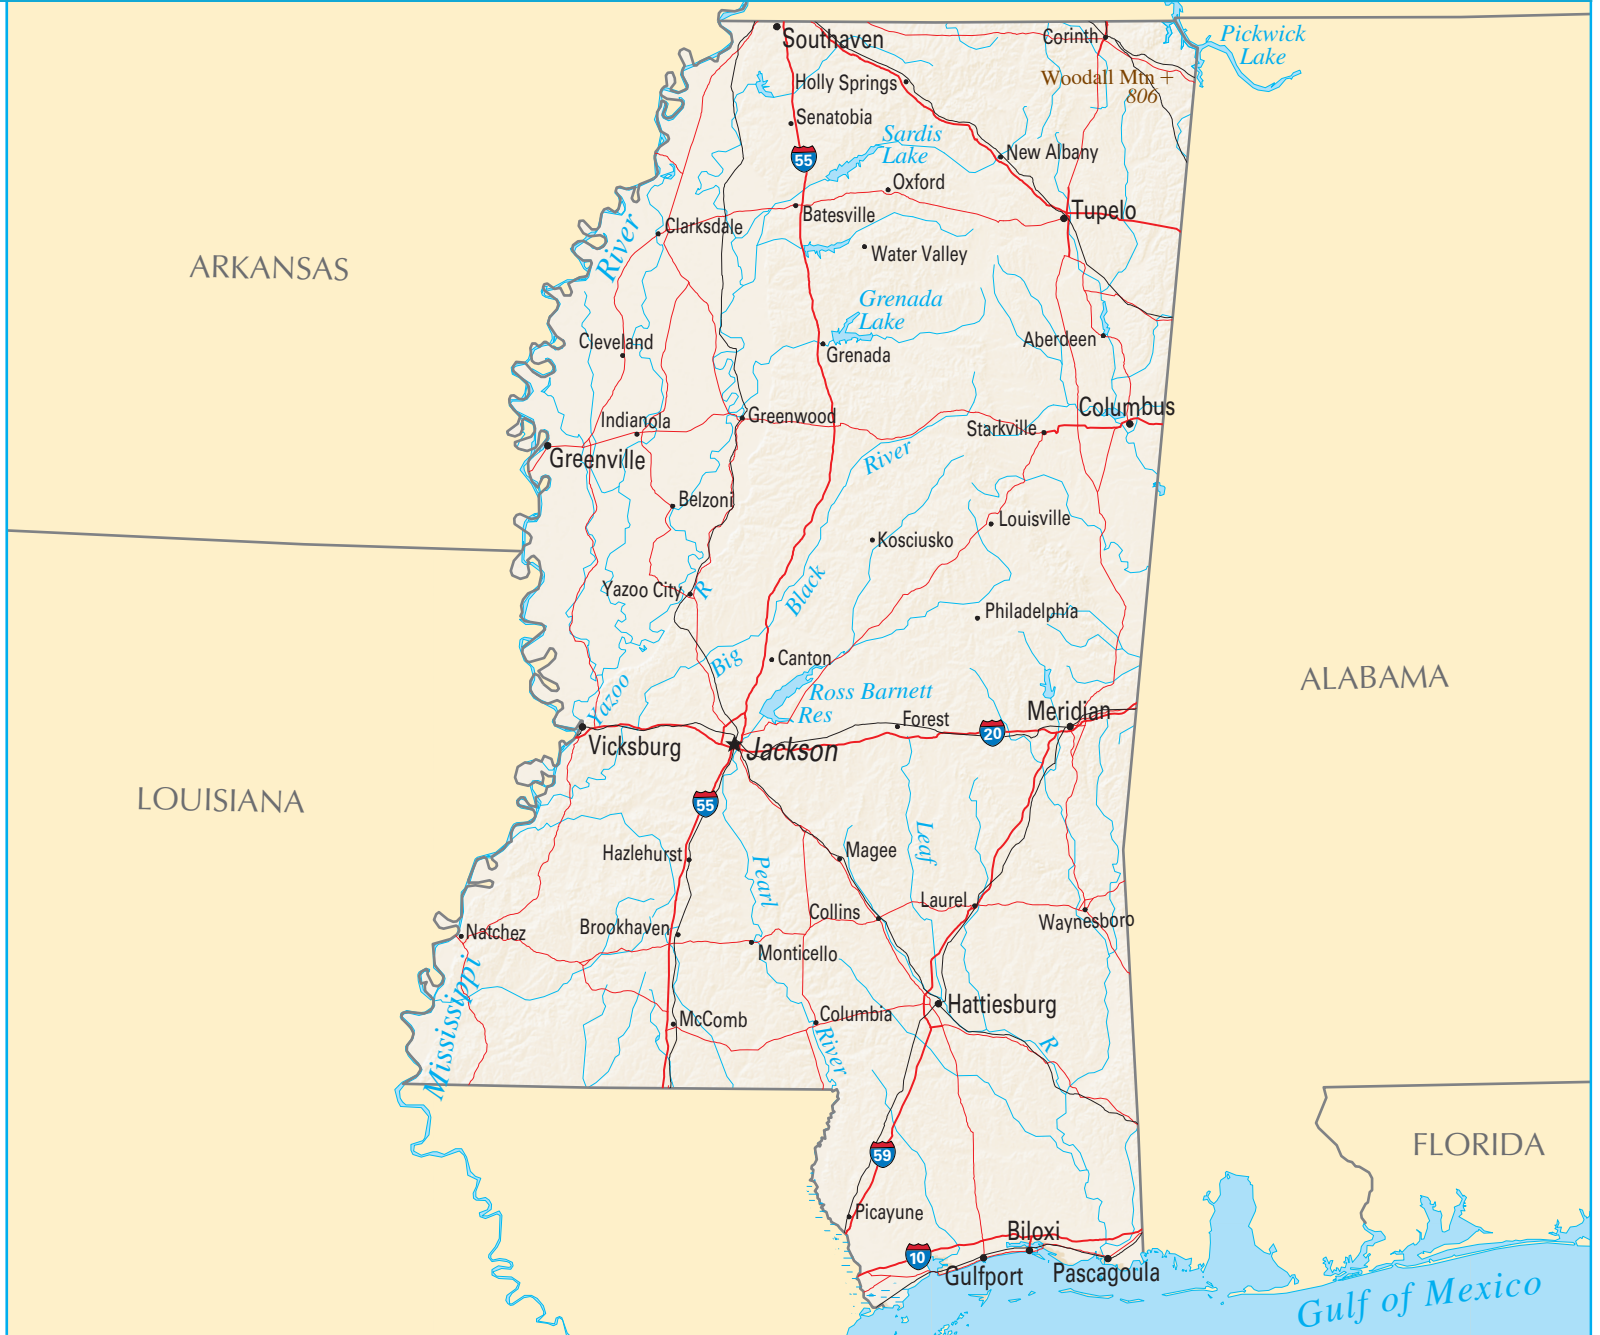 Southaven
Corinth
Pickwick
Lake
Holly Springs
Woodall Mtn +
806
Senatobia
Sardis
Lake
55
New Albany
Oxford
Batesville
Tupelo
Clarksdale
River
Water Valley
ARKANSAS
Grenada
Lake
Cleveland
Aberdeen
Grenada
Columbus
Indianola
Greenwood
Starkville
Greenville
River
Belzoni
Louisville
Kosciusko
Yazoo City
R
Black
Philadelphia
Big
Canton
ALABAMA
Yazoo
Ross Barnett
Res
Forest
Meridian
20
Vicksburg
Jackson
LOUISIANA
55
Hazlehurst
Magee
Leaf
Pearl
Collins
Laurel
Waynesboro
Natchez
Brookhaven
Monticello
Mississippi
Hattiesburg
McComb
Columbia
River
R
59
FLORIDA
Picayune
Biloxi
10
Gulfport
Pascagoula
Gulf of Mexico